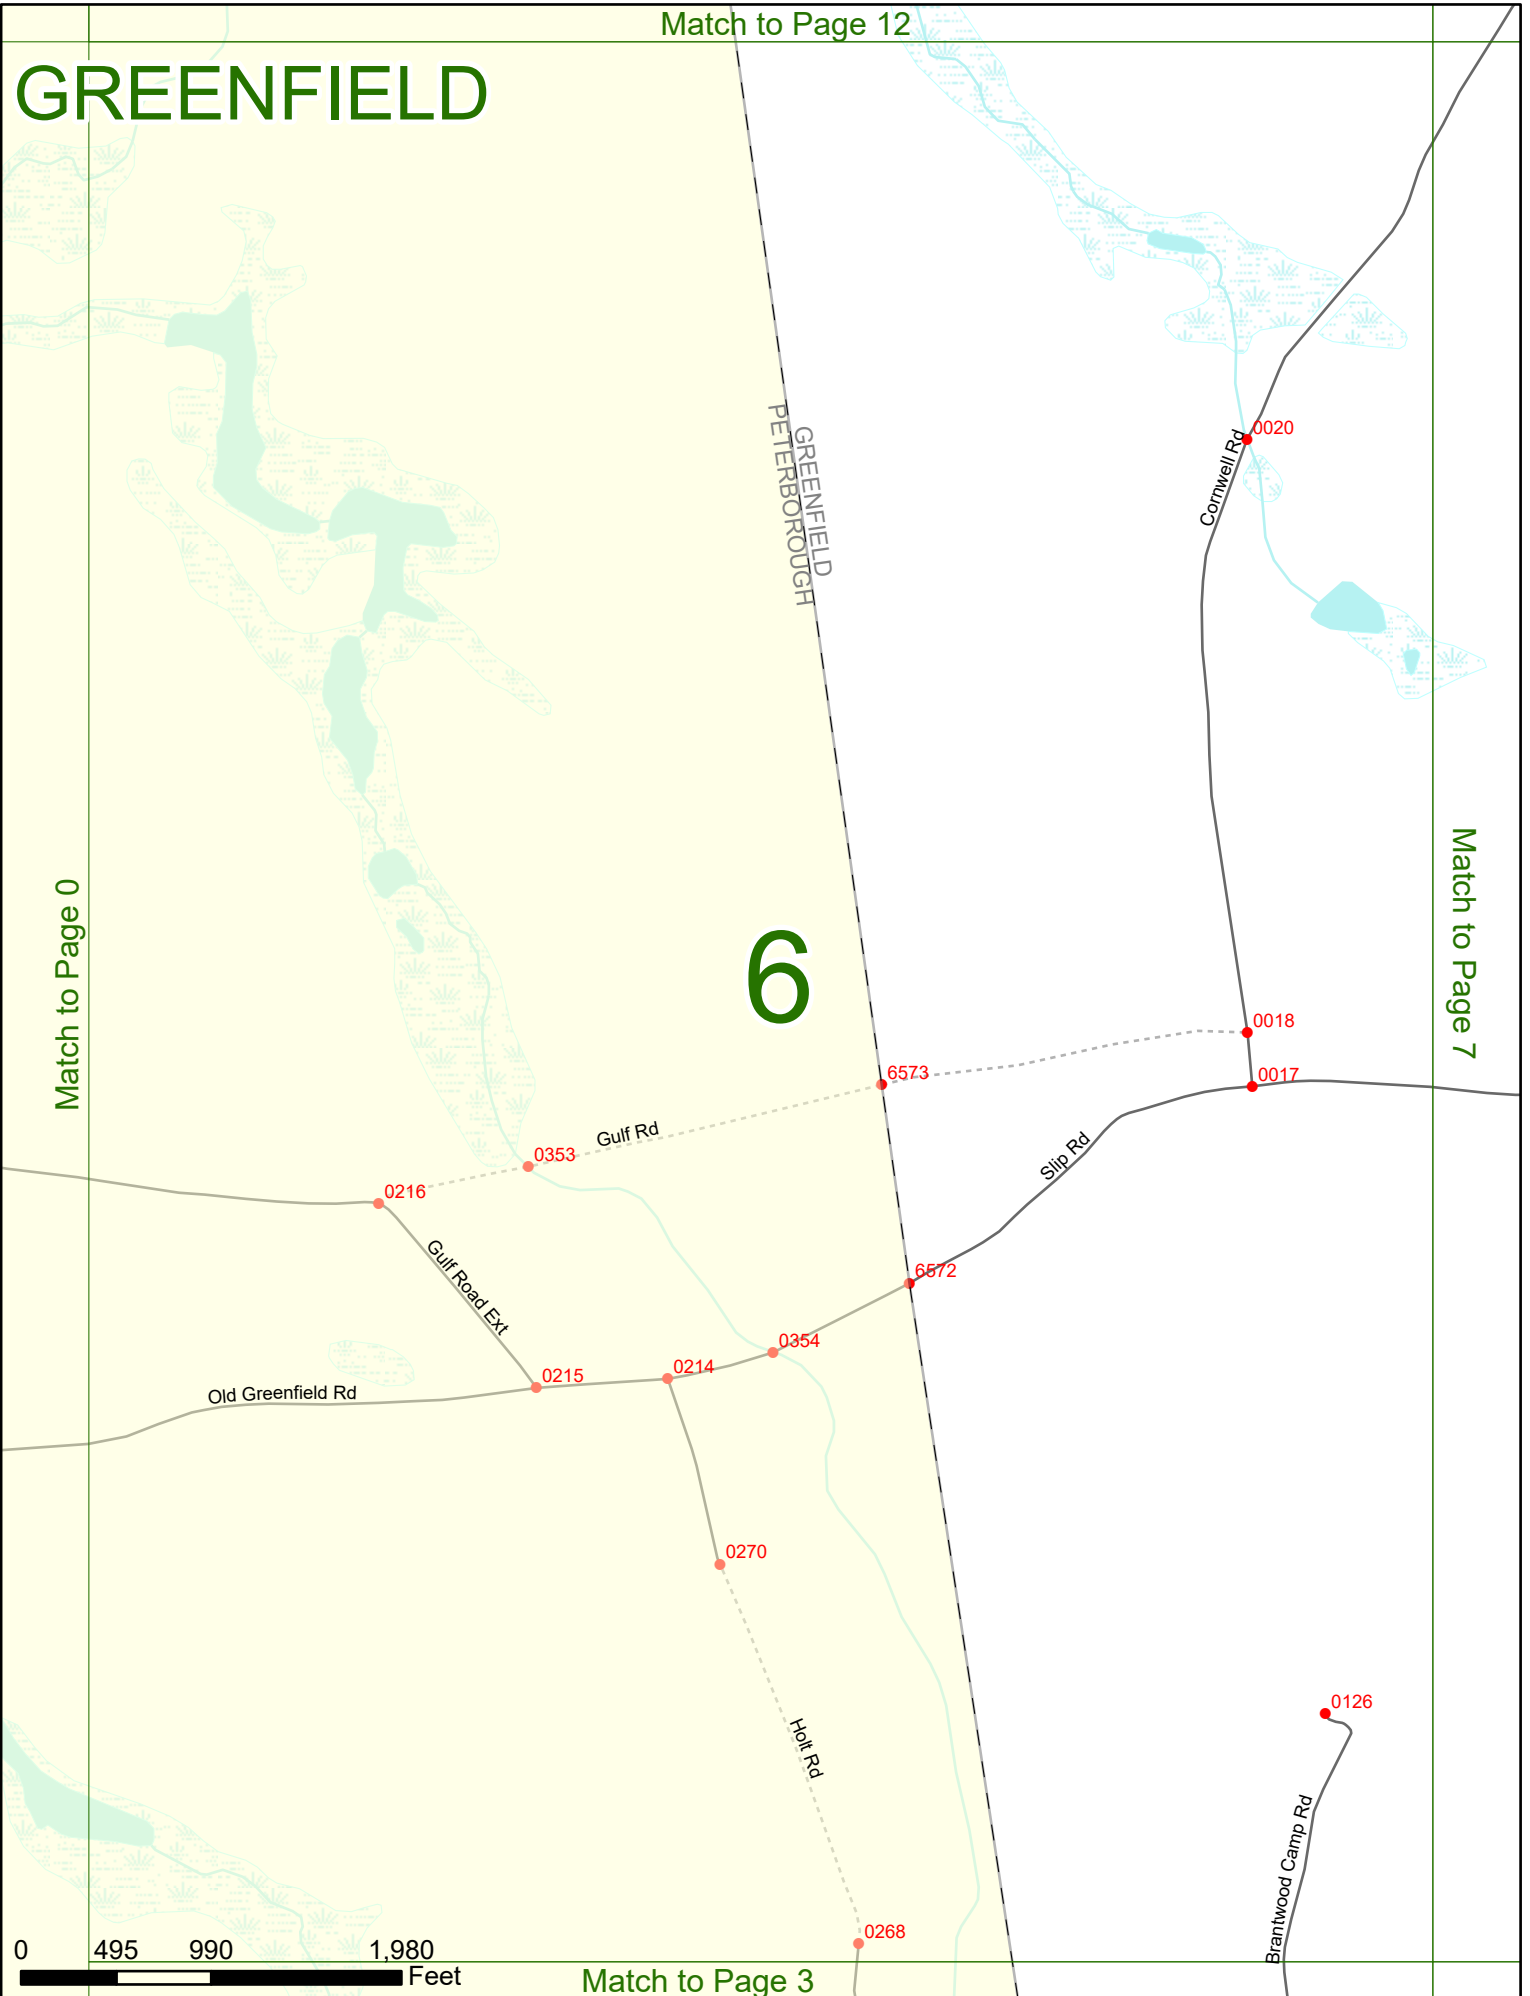 Match to Page 12
GREENFIELD
GREENFIELD
PETERBOROUGH
0020
Cornwell Rd
Match to Page 0
6
Match to Page 7
0018
6573
0017
Gulf Rd
Slip Rd
0353
0216
Gulf Road Ext
6572
0354
0214
0215
Old Greenfield Rd
0270
0126
Holt Rd
Brantwood Camp Rd
0268
0 495 990 1,980
Feet
Match to Page 3